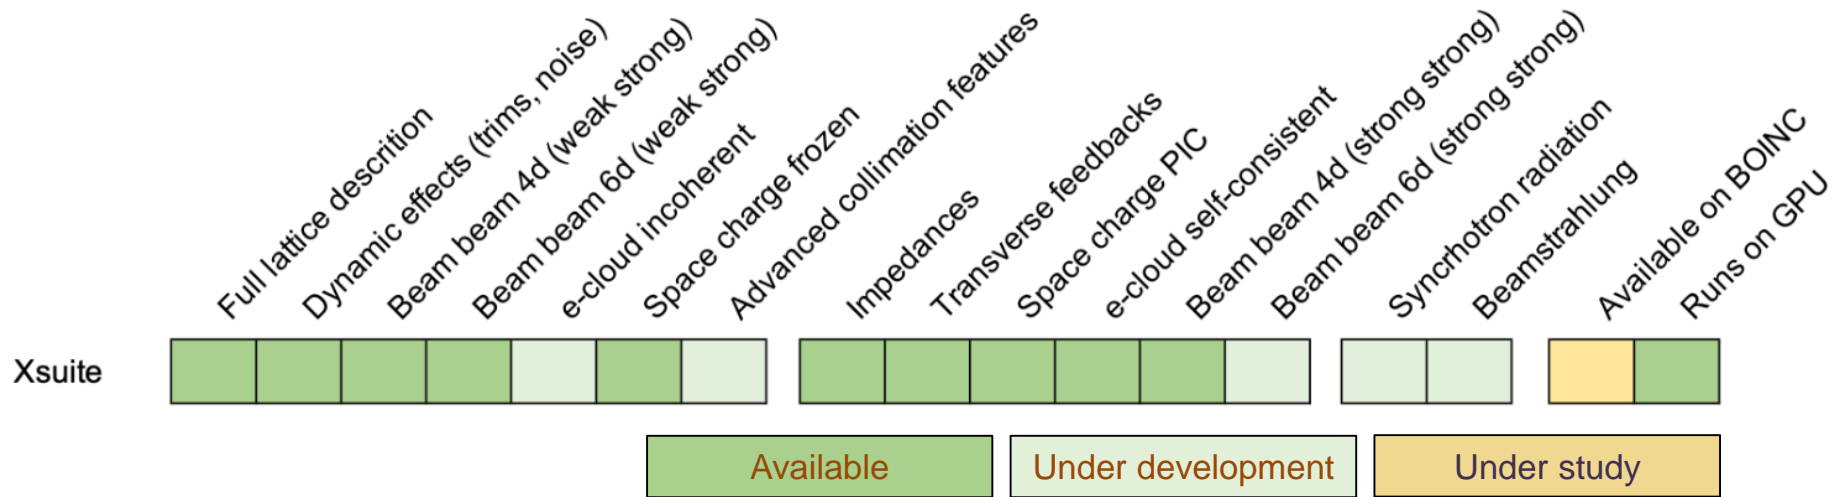 Full lattice descrition
Dynamic effects (trims, noise)
Beam beam 4d (weak strong)
Beam beam 6d (weak strong)
e-cloud incoherent
Space charge frozen
Advanced collimation features
Impedances
Transverse feedbacks
Space charge PIC
e-cloud self-consistent
Beam beam 4d (strong strong)
Beam beam 6d (strong strong)
Syncrhotron radiation
Beamstrahlung
Available on BOINC
Runs on GPU
Xsuite
Available
Under development
Under study